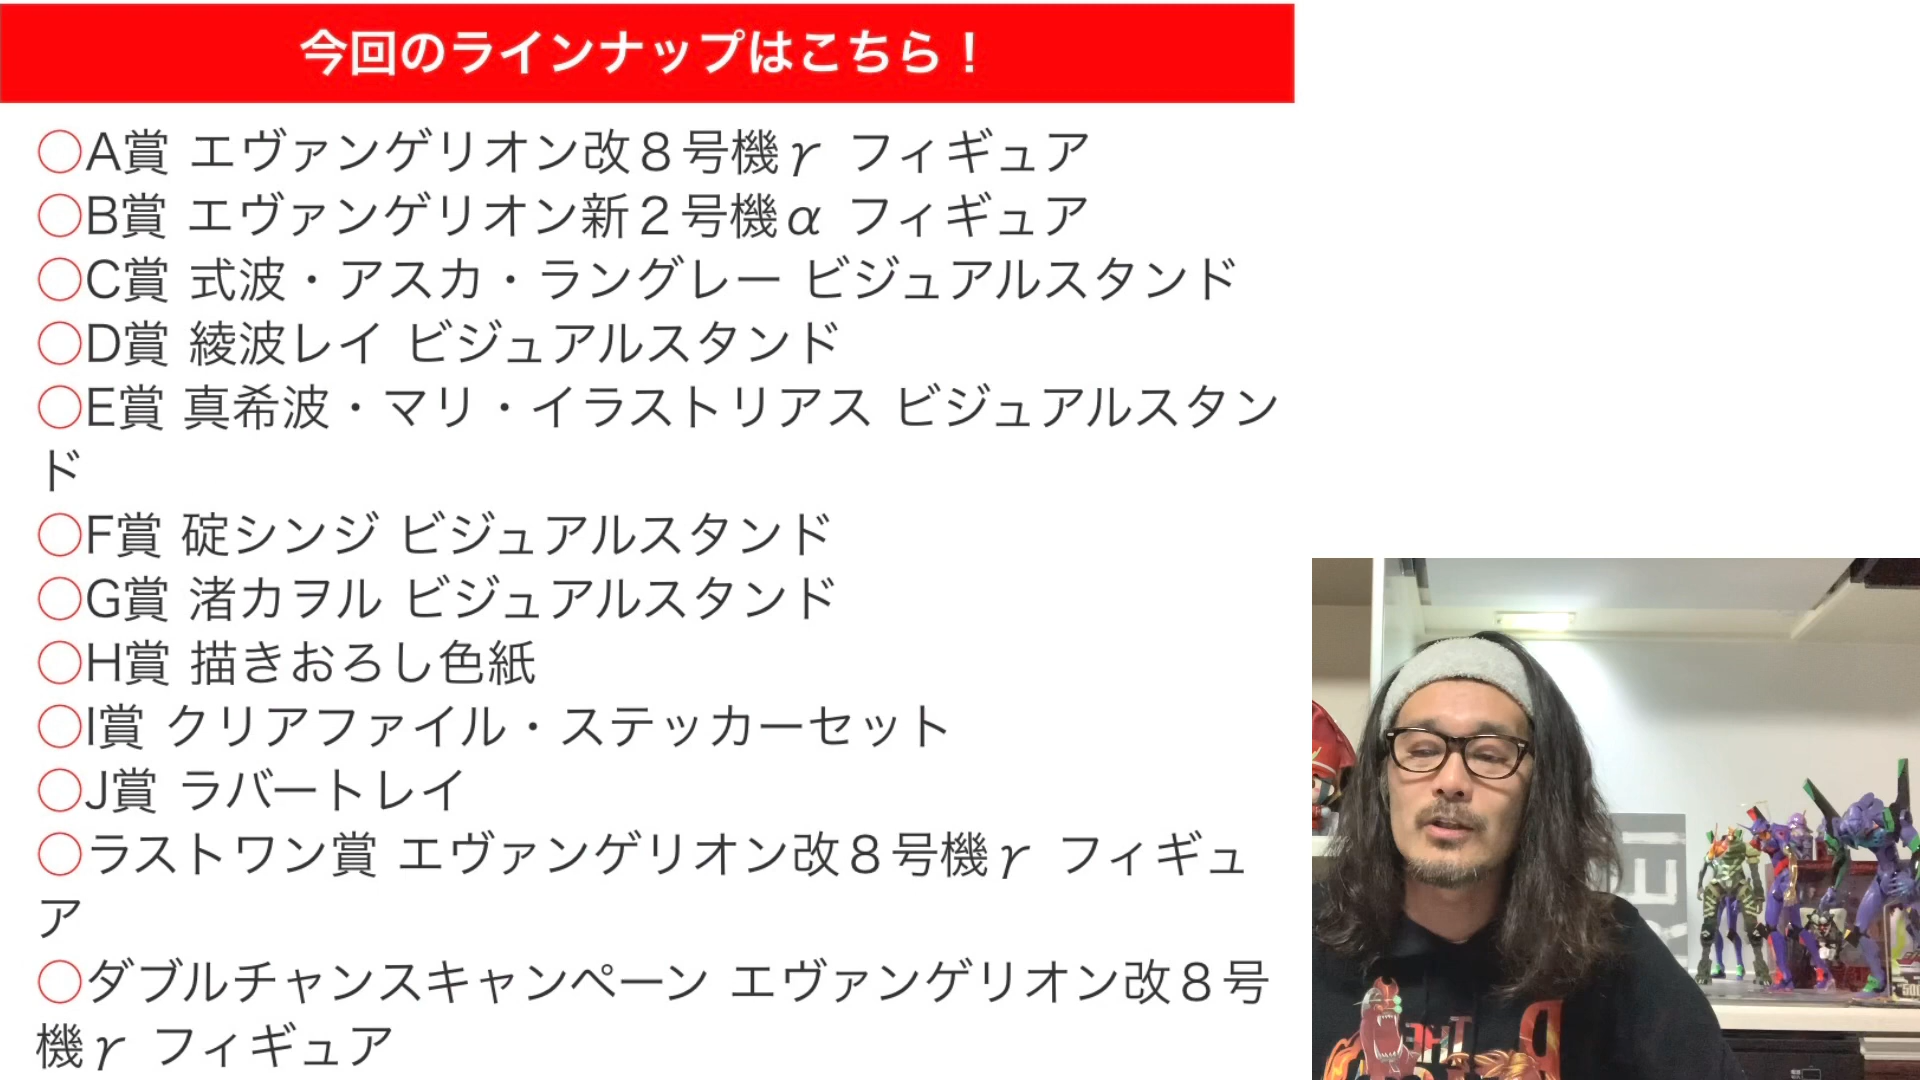 今回のラインナップはこちら！
○A賞 エヴァンゲリオン改８号機γ フィギュア
○B賞 エヴァンゲリオン新２号機α フィギュア
○C賞 式波・アスカ・ラングレー ビジュアルスタンド
○D賞 綾波レイ ビジュアルスタンド
○E賞 真希波・マリ・イラストリアス ビジュアルスタン
ド
○F賞 碇シンジ ビジュアルスタンド
○G賞 渚カヲル ビジュアルスタンド
○H賞 描きおろし色紙
○I賞 クリアファイル・ステッカーセット
○J賞 ラバートレイ
○ラストワン賞 エヴァンゲリオン改８号機γ フィギュ
ア
○ダブルチャンスキャンペーン エヴァンゲリオン改８号
機γ フィギュア